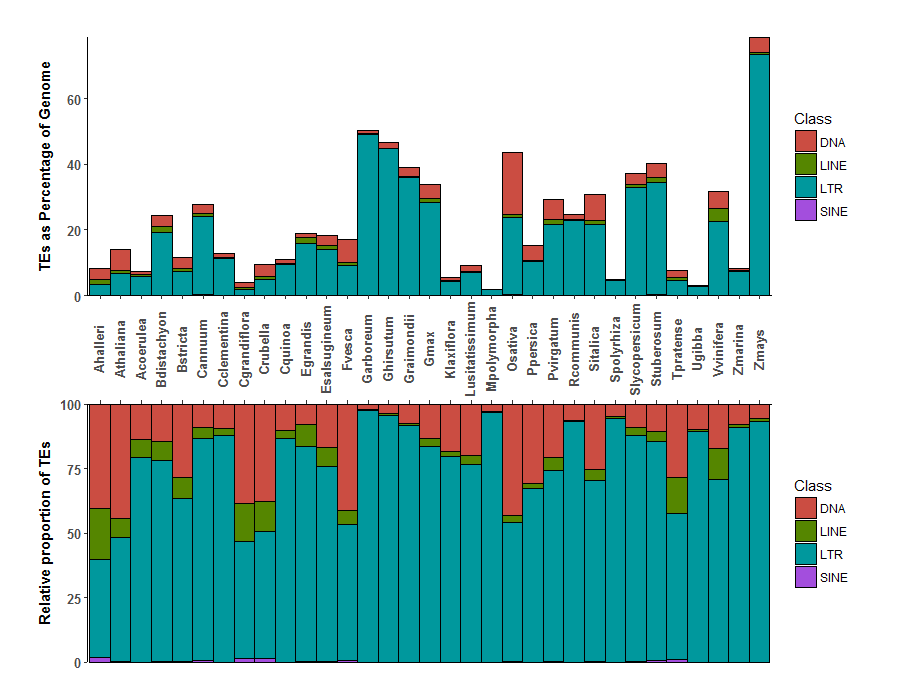 TEs as Percentage of Genome
60
40
20
0
Class
DNA
LINE
LTR
SINE
Ahalleri
Athaliana
Acoerulea
Bdistachyon
Bstricta
Cannuum
Cclementina
Cgrandiflora
Crubella
Cquinoa
Egrandis
Esalsugineum
Fvesca
Garboreum
Ghirsutum
Graimondii
Gmax
Klaxiflora
Lusitatissimum
Mpolymorpha
Osativa
Ppersica
Pvirgatum
Rcommunis
Sitalica
Spolyrhiza
Slycopersicum
Stuberosum
Tpratense
Ugibba
Vvinifera
Zmarina
Zmays
Relative proportion of TEs
100
75
50
25
0
Class
DNA
LINE
LTR
SINE